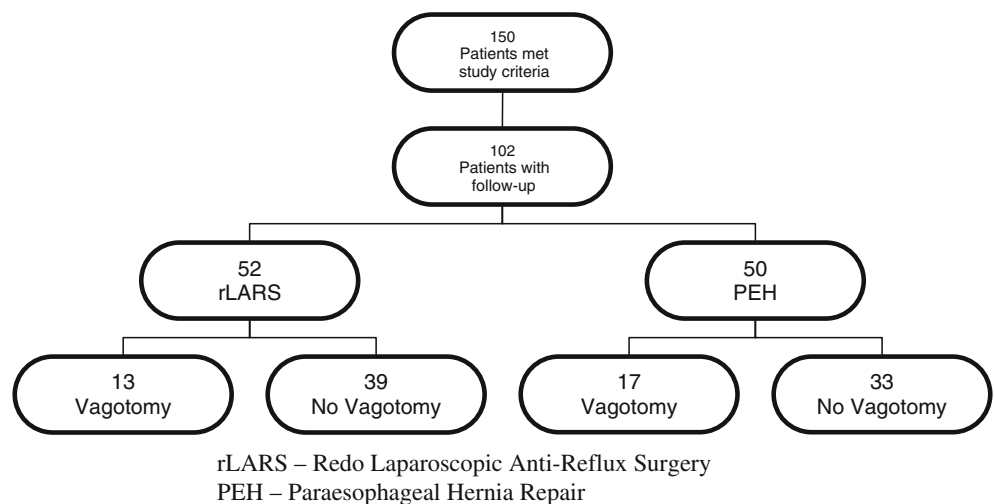 150
Patients met
study criteria
102
Patients with
follow-up
52
rLARS
50
PEH
13
Vagotomy
39
No Vagotomy
17
Vagotomy
33
No Vagotomy
rLARS – Redo Laparoscopic Anti-Reflux Surgery
PEH – Paraesophageal Hernia Repair